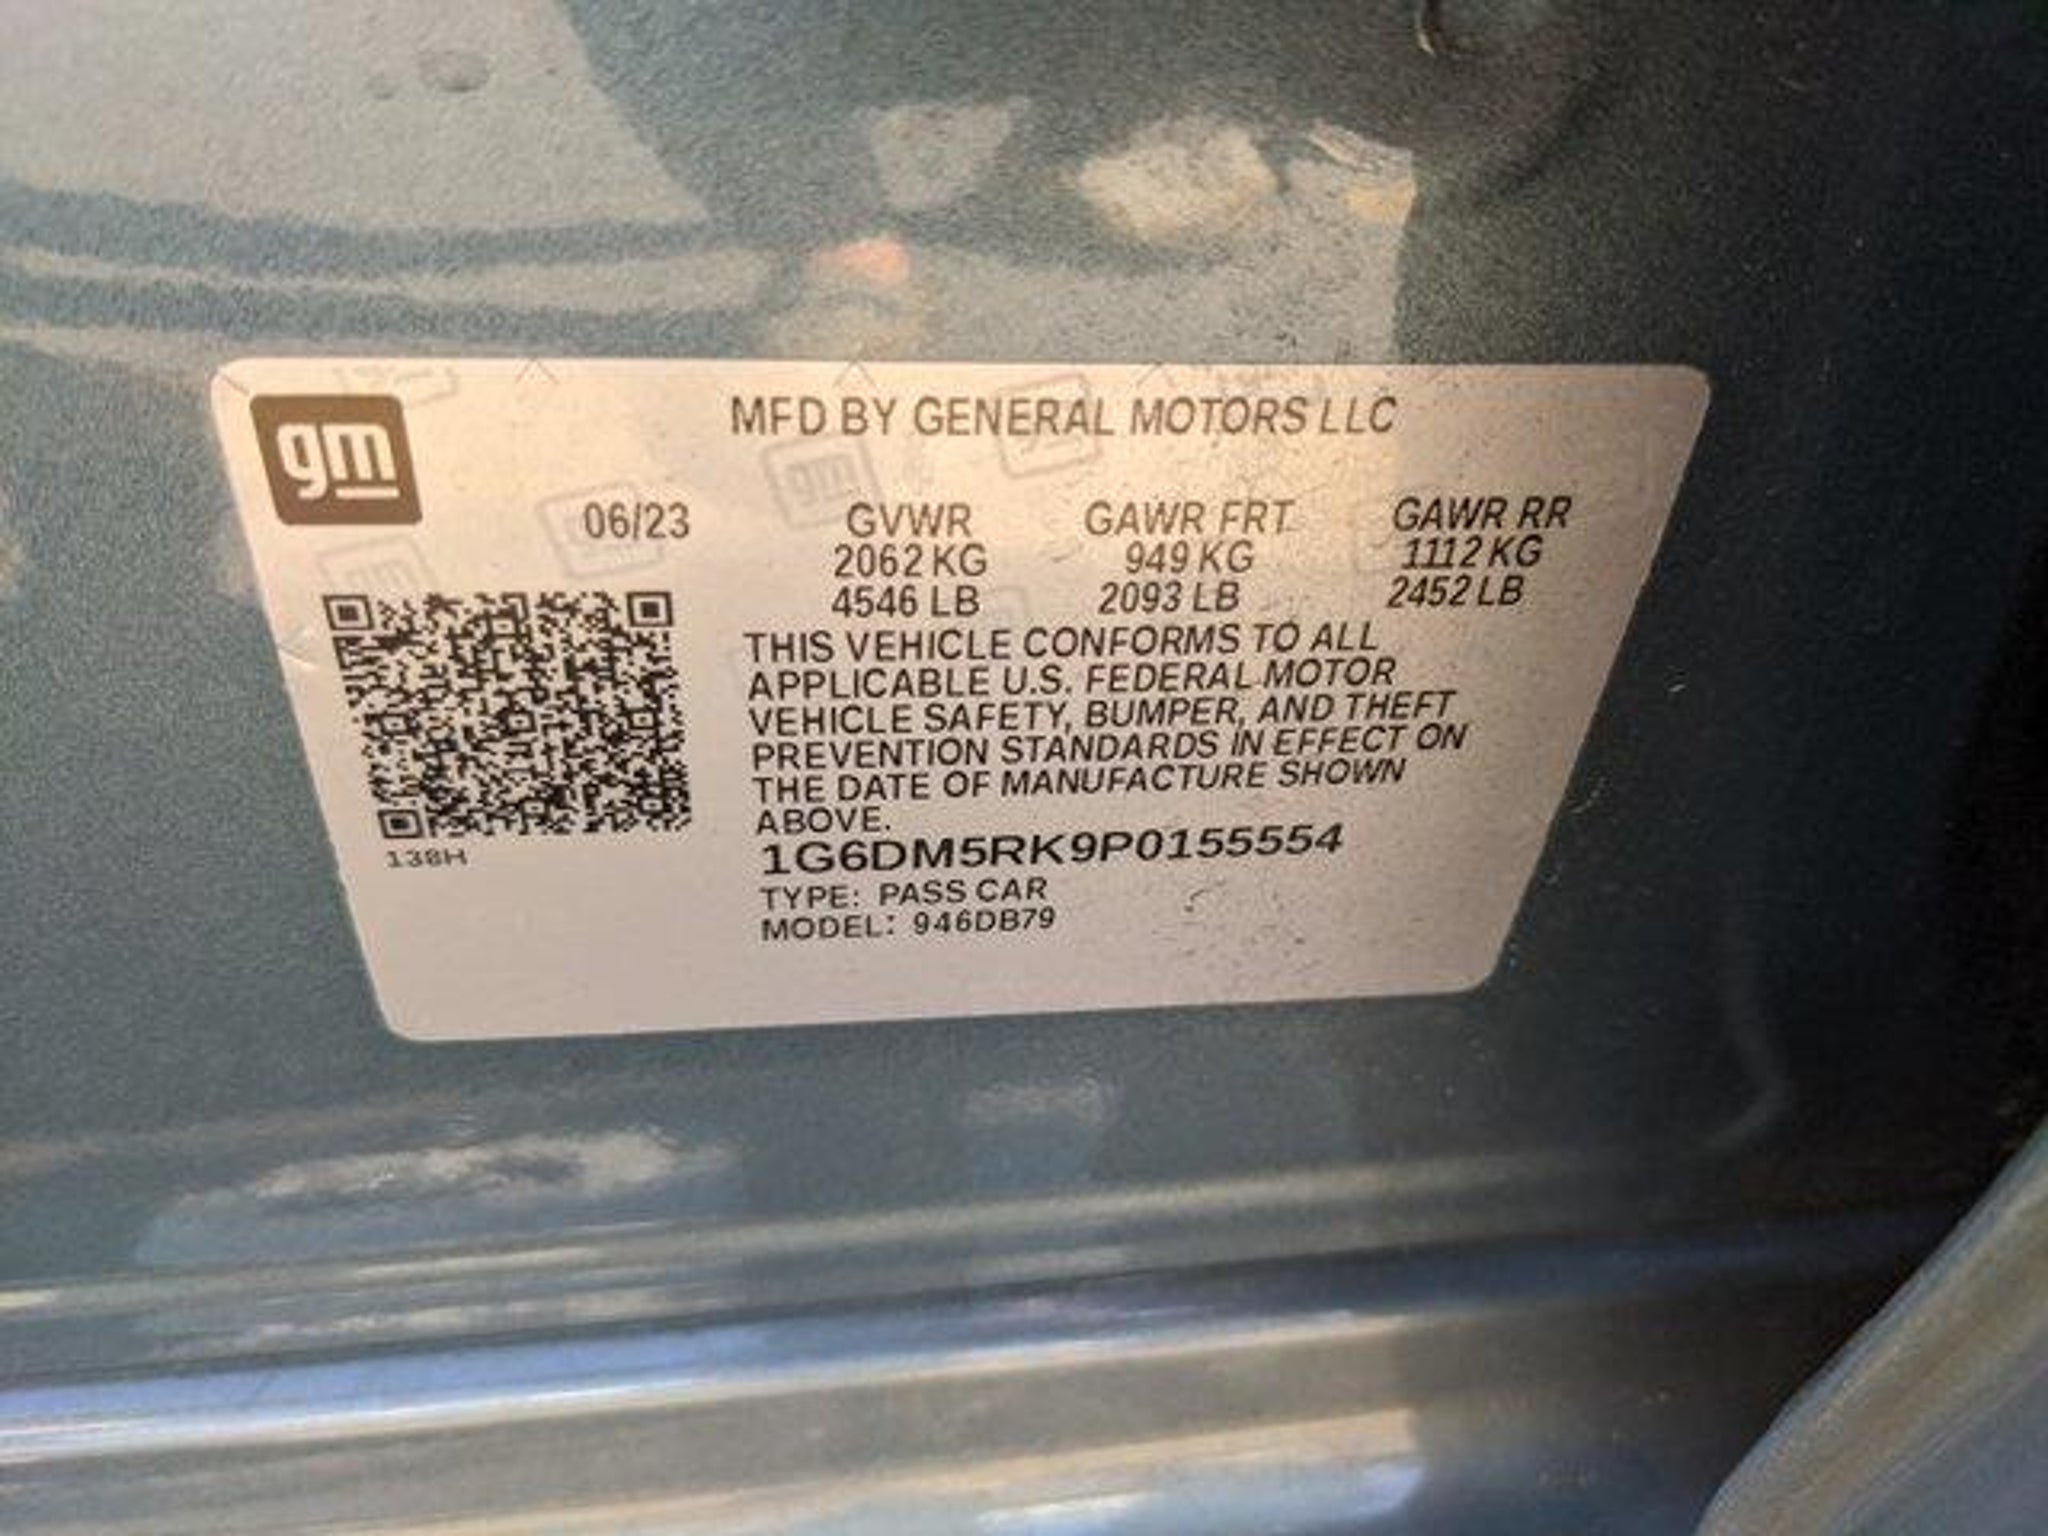 gm
MFD BY GENERAL MOTORS LLC
06/23 GVWR GAWR FRT GAWR RR
2062 KG 949 KG 1112 KG
4546 LB 2093 LB 2452 LB
THIS VEHICLE CONFORMS TO ALL
APPLICABLE U.S. FEDERAL MOTOR
VEHICLE SAFETY, BUMPER, AND THEFT
PREVENTION STANDARDS IN EFFECT ON
THE DATE OF MANUFACTURE SHOWN
ABOVE.
138H
1G6DM5RK9P0155554
TYPE: PASS CAR
MODEL: 946DB79